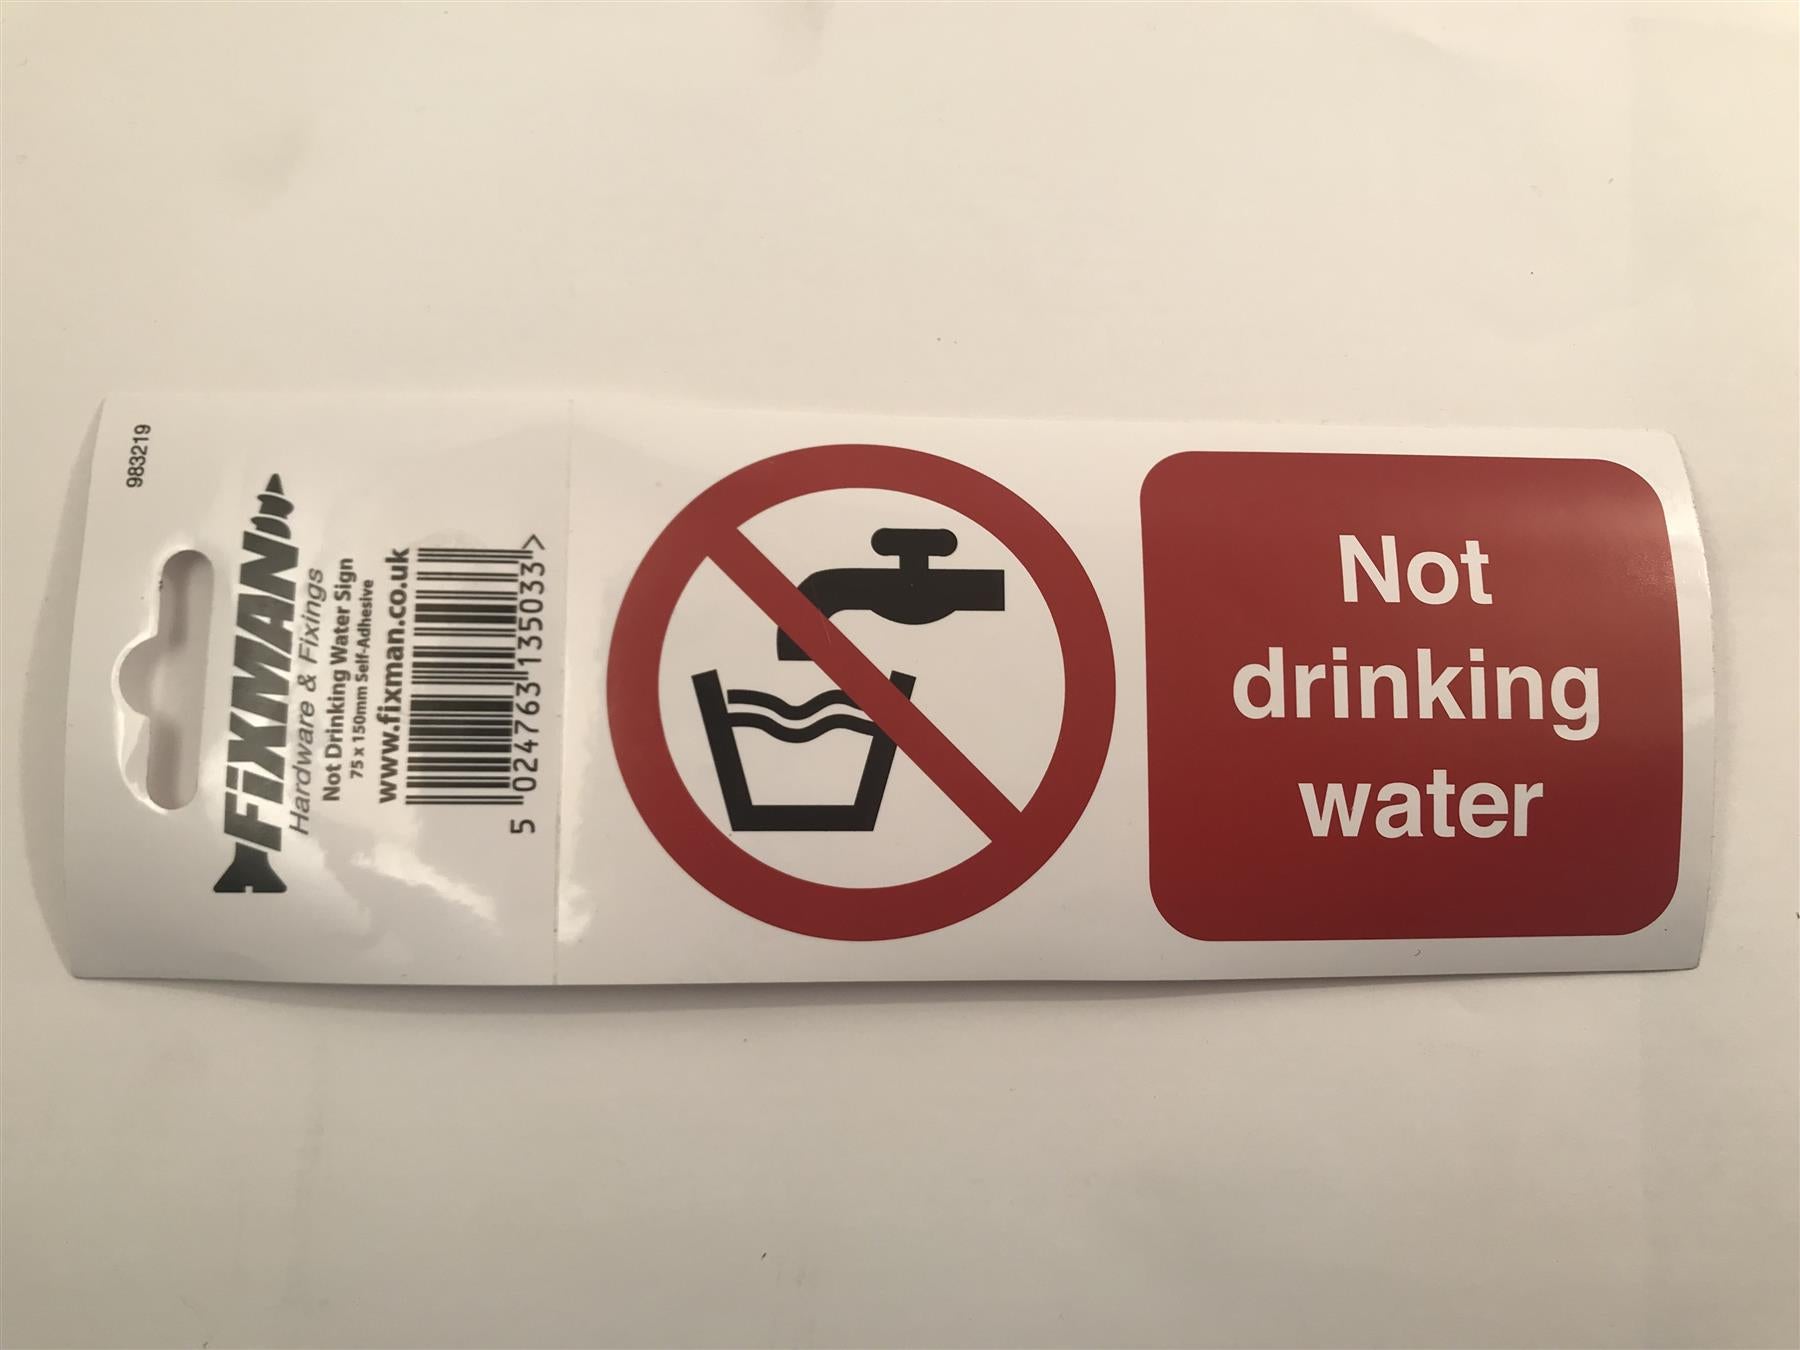 983219
FiXMAN
Hardware & Fixings
Not Drinking Water Sign
75 x 150mm Self-Adhesive
www.fixman.co.uk
5 024763 135033 >
Not
drinking
water